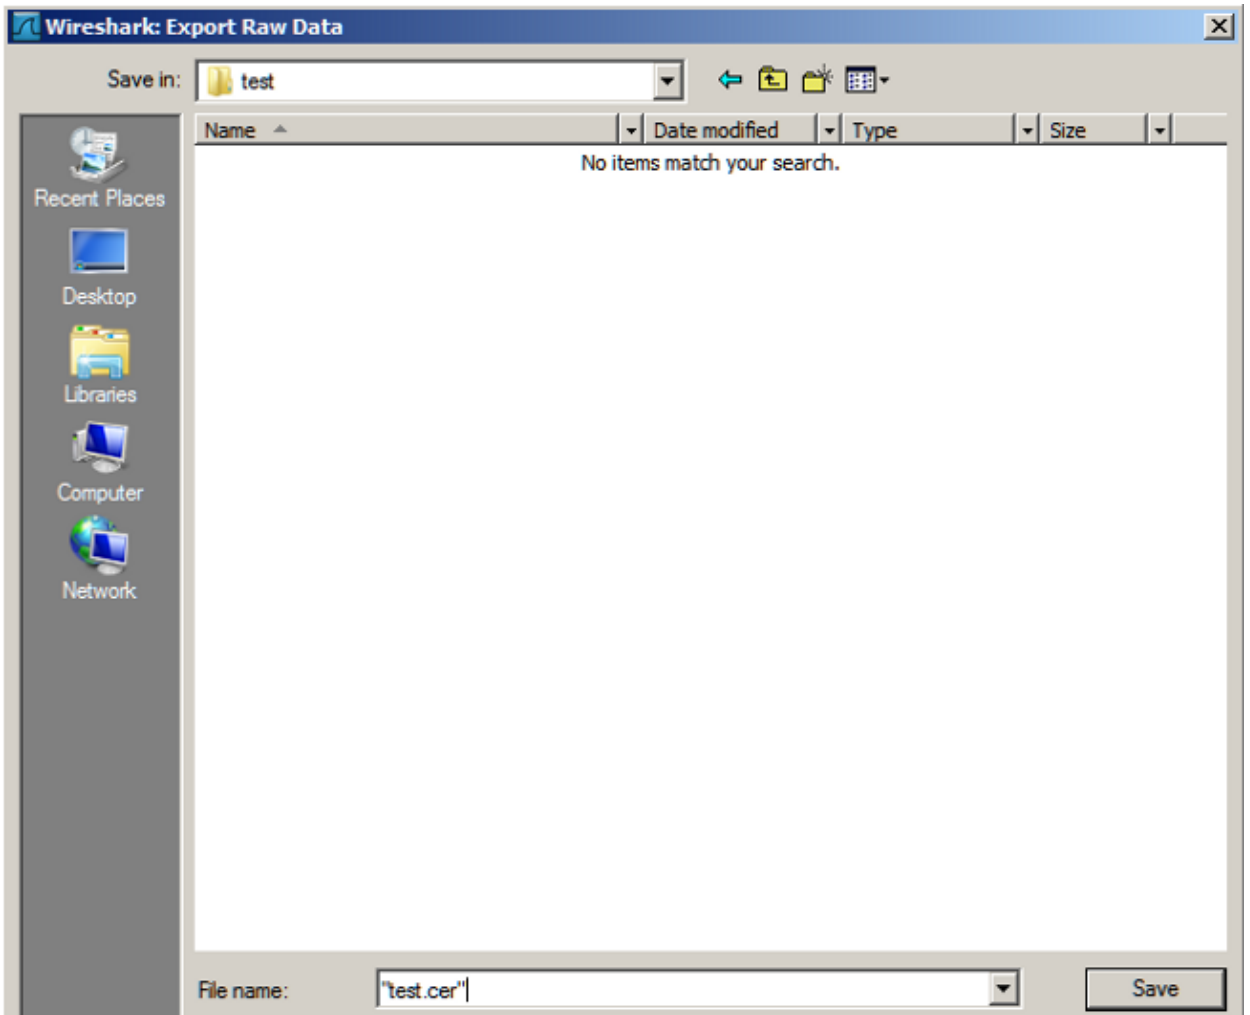 Wireshark: Export Raw Data
Save in: test
Name Date modified Type Size
No items match your search.
Recent Places
Desktop
Libraries
Computer
Network
File name: "test.cer" Save